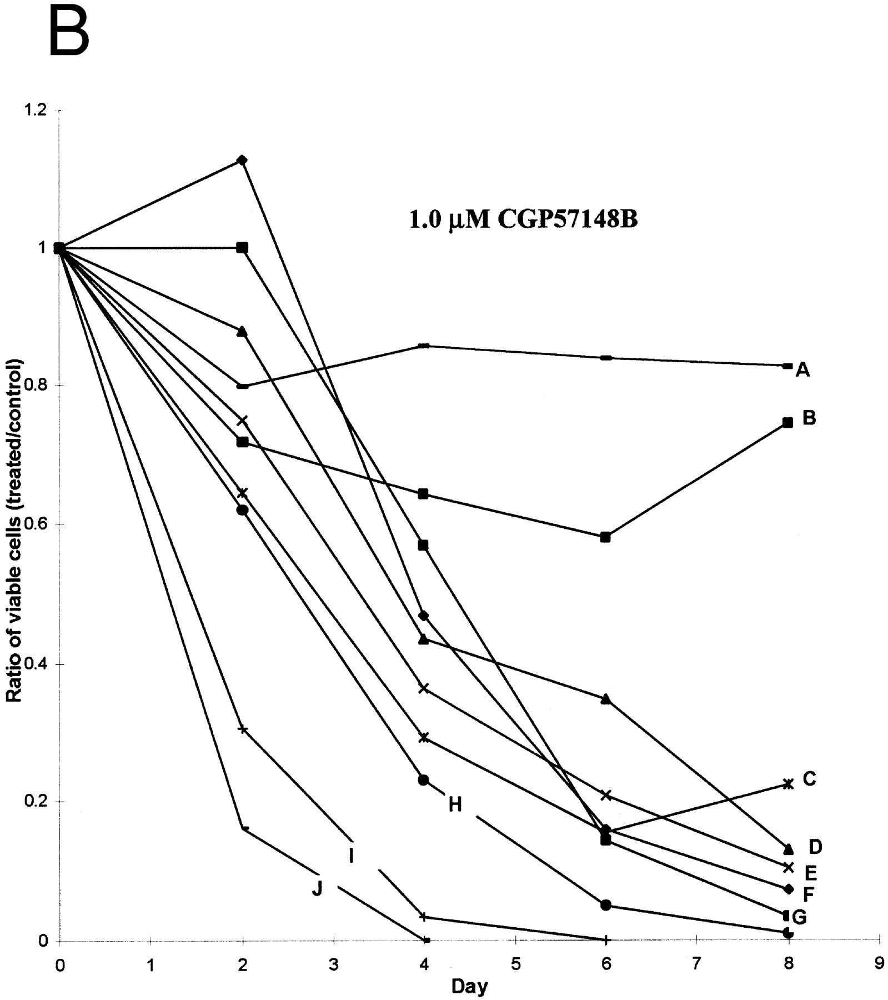 B
1.2
1.0 μM CGP57148B
1
A
0.8
B
0.6
0.4
C
0.2
H
D
I
E
J
F
G
0
0 1 2 3 4 5 6 7 8 9
Day
Ratio of viable cells (treated/control)